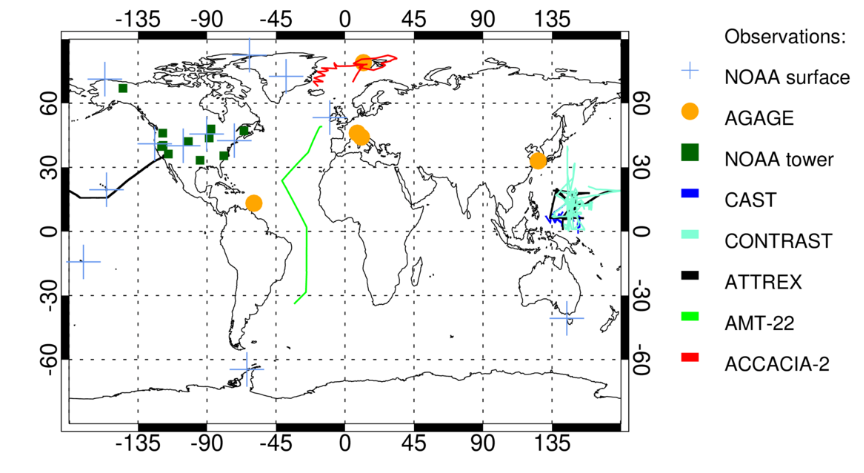 -135 -90 -45 0 45 90 135
Observations:
NOAA surface
AGAGE
NOAA tower
CAST
CONTRAST
ATTREX
AMT-22
ACCACIA-2
60 60
30 30
0 0
-30 -30
-60 -60
-135 -90 -45 0 45 90 135